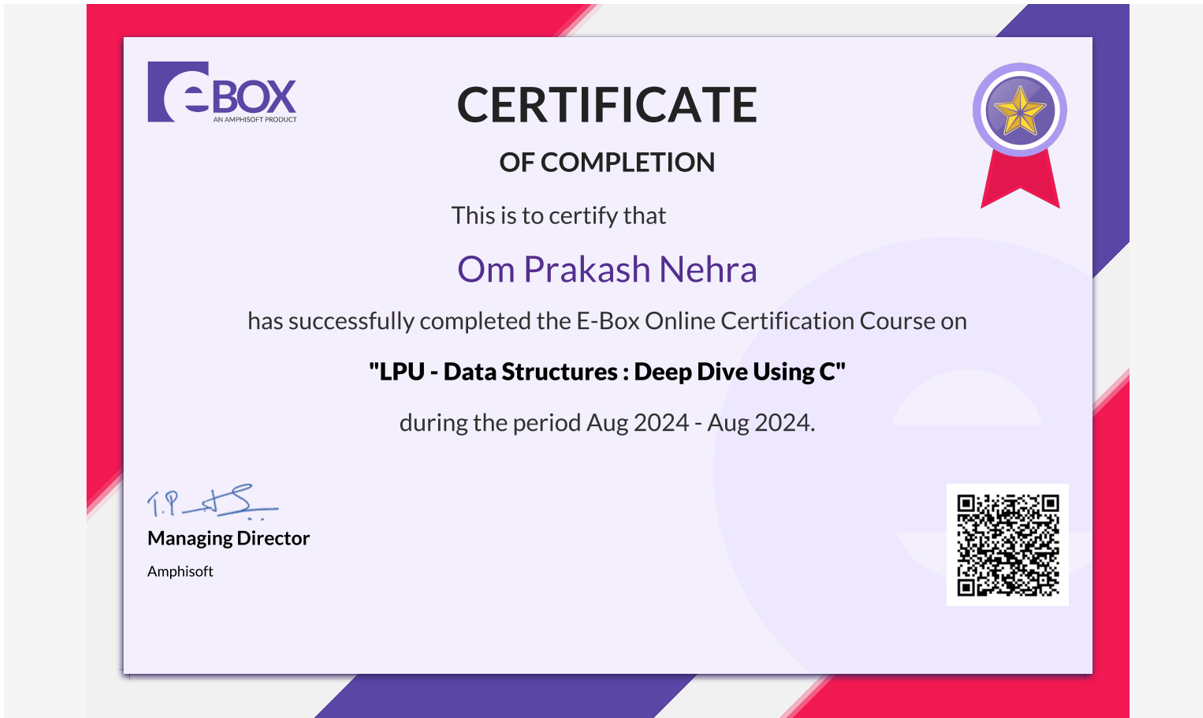 eBOX
AN AMPHISOFT PRODUCT
CERTIFICATE
OF COMPLETION
This is to certify that
Om Prakash Nehra
has successfully completed the E-Box Online Certification Course on
"LPU - Data Structures : Deep Dive Using C"
during the period Aug 2024 - Aug 2024.
Managing Director
Amphisoft